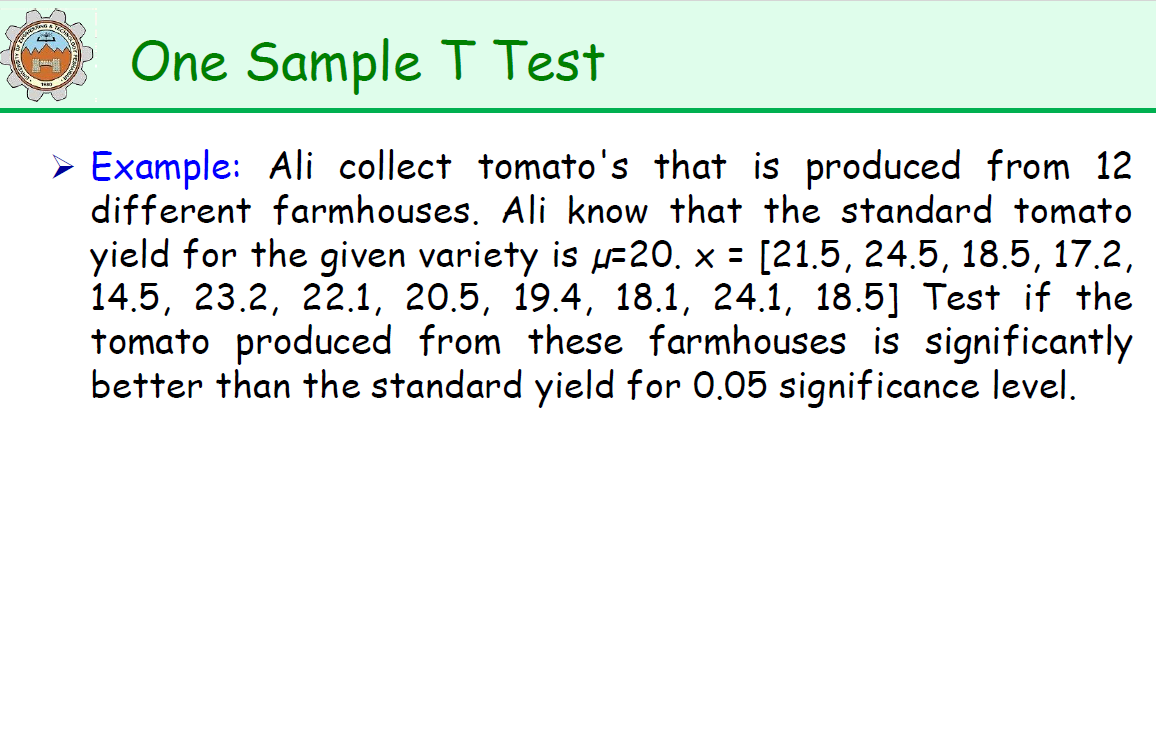 One Sample T Test
Example: Ali collect tomato's that is produced from 12
different farmhouses. Ali know that the standard tomato
yield for the given variety is μ=20. x = [21.5, 24.5, 18.5, 17.2,
14.5, 23.2, 22.1, 20.5, 19.4, 18.1, 24.1, 18.5] Test if the
tomato produced from these farmhouses is significantly
better than the standard yield for 0.05 significance level.